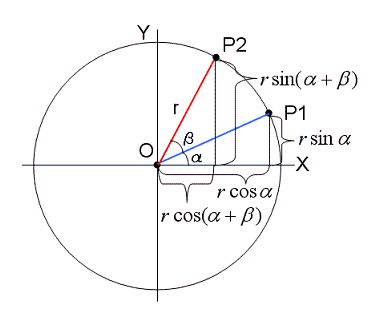 Y
P2
r sin(α + β)
r
P1
β
O
α
r sin α
X
r cos α
r cos(α + β)